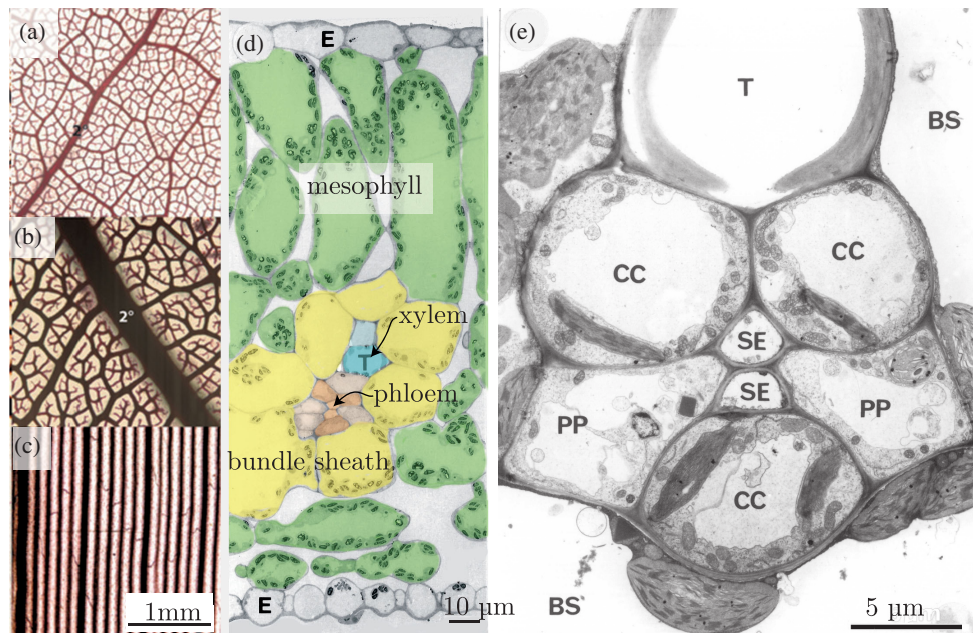 (a)
2°
(b)
2°
(c)
1mm
(d)
E
mesophyll
xylem
T
phloem
bundle sheath
E
10 µm
(e)
T
BS
CC
CC
SE
SE
PP
PP
CC
BS
5 µm